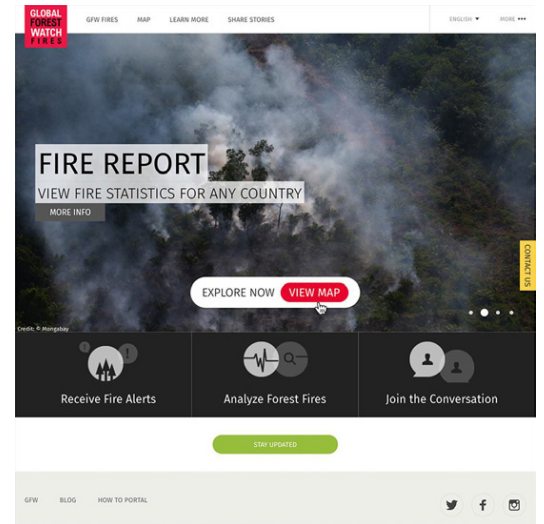 GLOBAL
FOREST
WATCH
FIRES
GFW FIRES MAP LEARN MORE SHARE STORIES ENGLISH ▼ MORE •••
FIRE REPORT
VIEW FIRE STATISTICS FOR ANY COUNTRY
MORE INFO
CONTACT US
EXPLORE NOW VIEW MAP
Credit: © Mongabay
Receive Fire Alerts Analyze Forest Fires Join the Conversation
STAY UPDATED
GFW BLOG HOW TO PORTAL